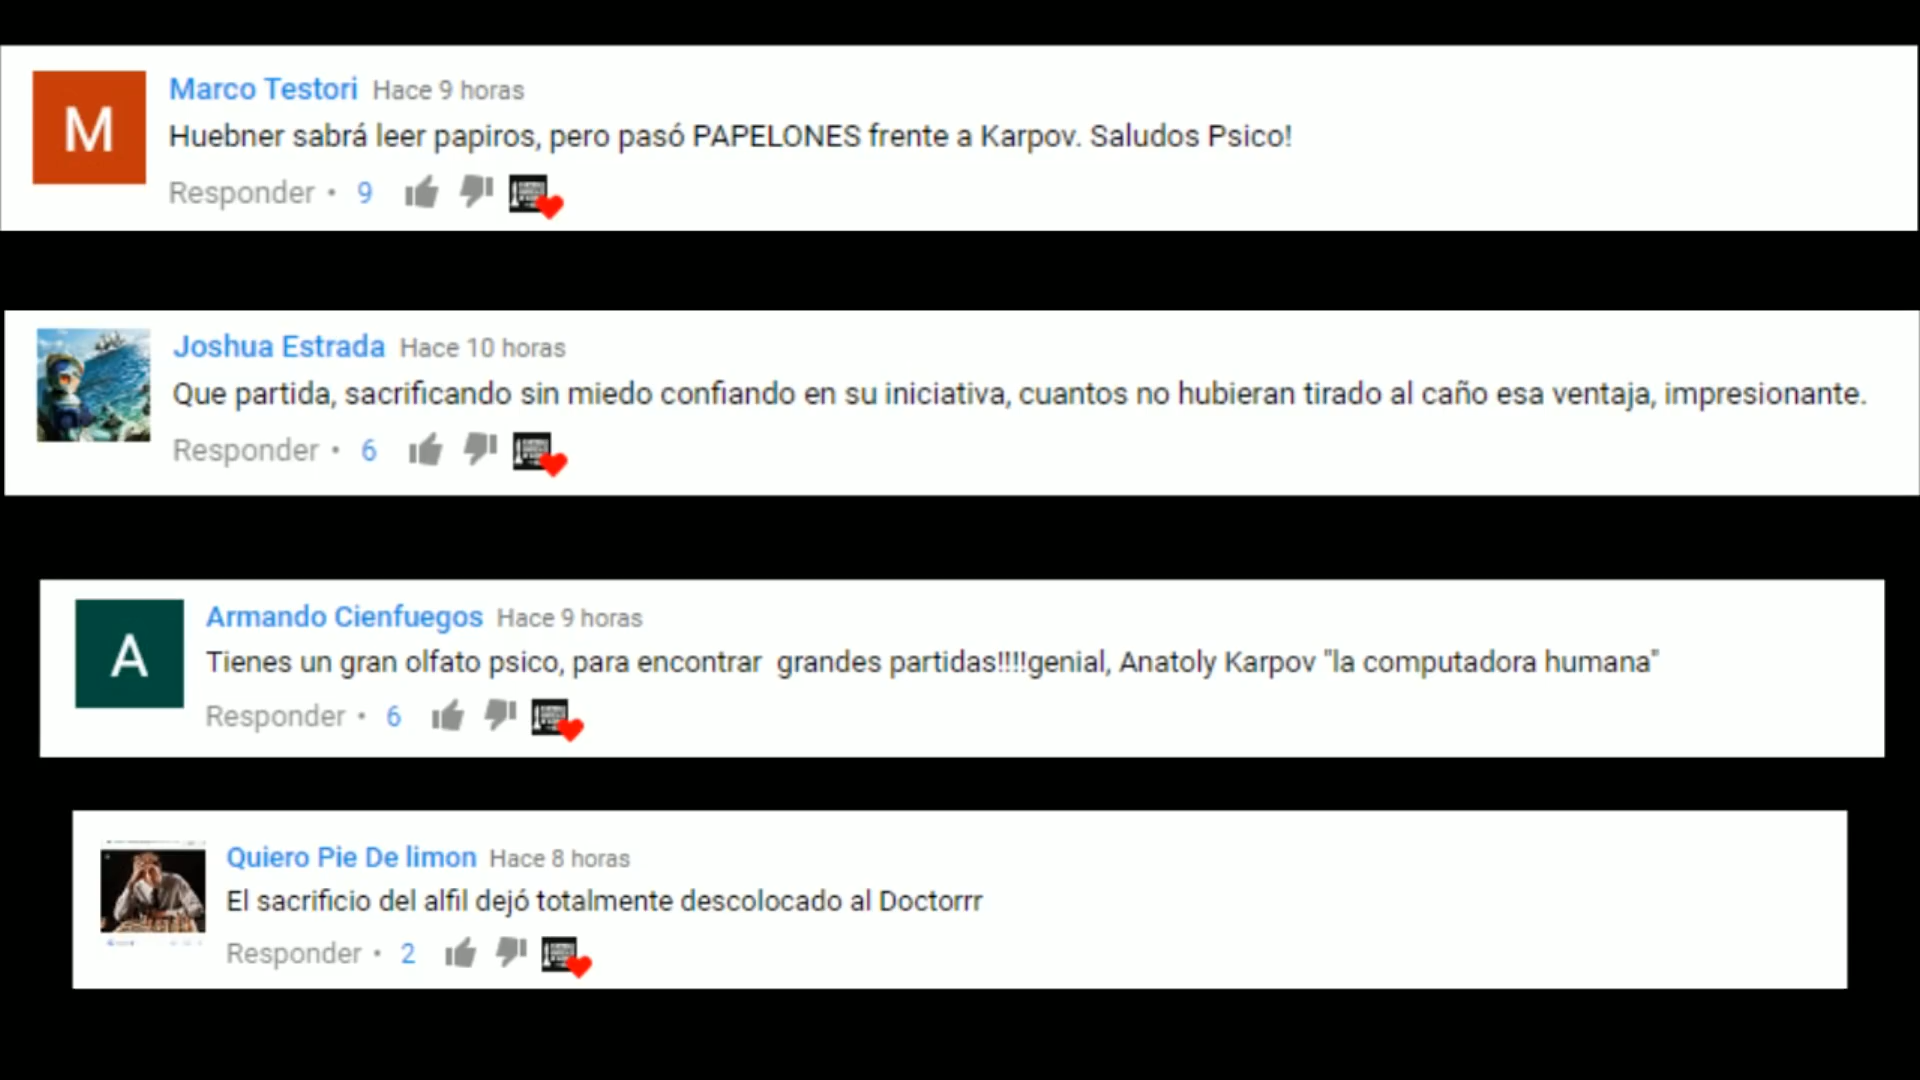 M
Marco Testori Hace 9 horas
Huebner sabrá leer papiros, pero pasó PAPELONES frente a Karpov. Saludos Psico!
Responder • 9
Joshua Estrada Hace 10 horas
Que partida, sacrificando sin miedo confiando en su iniciativa, cuantos no hubieran tirado al caño esa ventaja, impresionante.
Responder • 6
A
Armando Cienfuegos Hace 9 horas
Tienes un gran olfato psico, para encontrar  grandes partidas!!!!genial, Anatoly Karpov "la computadora humana"
Responder • 6
Quiero Pie De limon Hace 8 horas
El sacrificio del alfil dejó totalmente descolocado al Doctorrr
Responder • 2